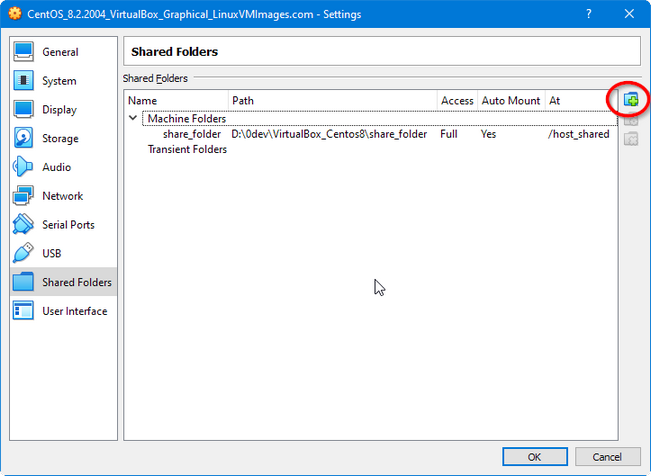 CentOS_8.2.2004_VirtualBox_Graphical_LinuxVMImages.com - Settings ?
General
System
Display
Storage
Audio
Network
Serial Ports
USB
Shared Folders
User Interface
Shared Folders
Shared Folders
Name Path Access Auto Mount At
Machine Folders
share_folder D:\0dev\VirtualBox_Centos8\share_folder Full Yes /host_shared
Transient Folders
OK Cancel